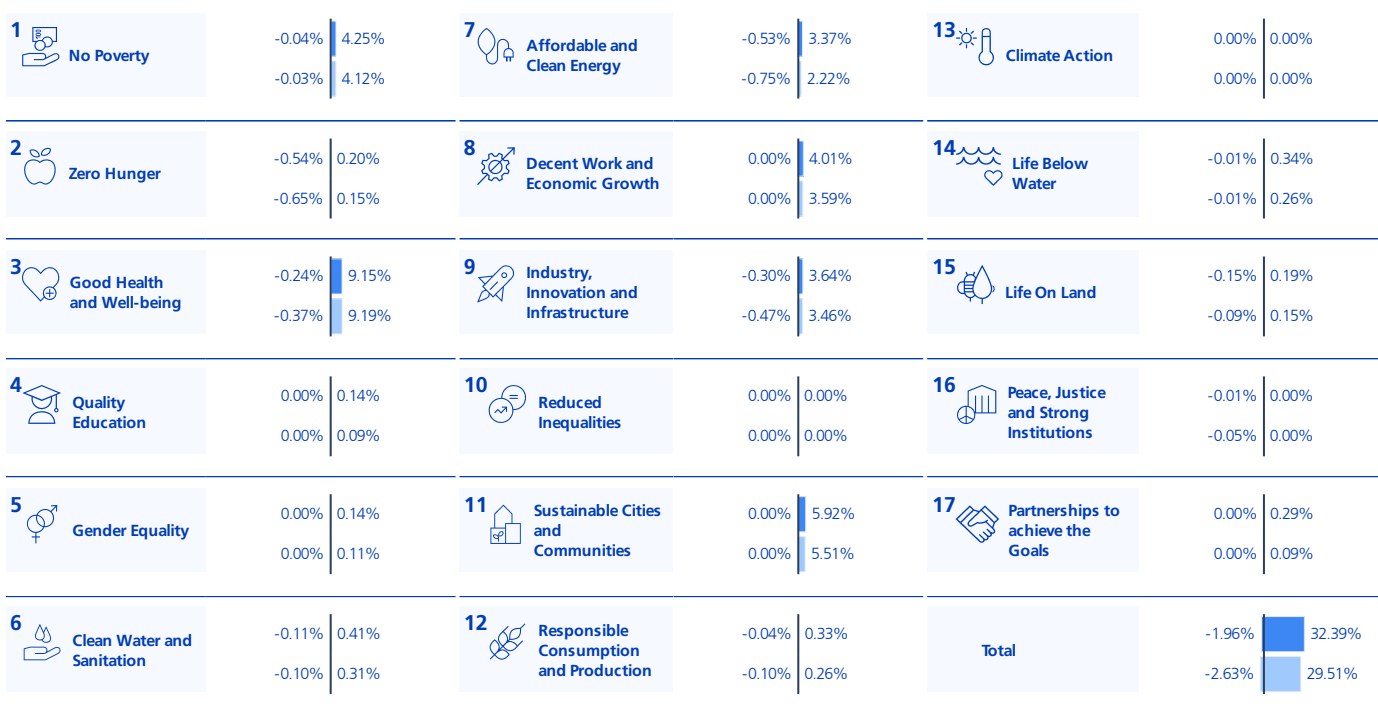 1
No Poverty
-0.04% 4.25%
-0.03% 4.12%
2
Zero Hunger
-0.54% 0.20%
-0.65% 0.15%
3
Good Health
and Well-being
-0.24% 9.15%
-0.37% 9.19%
4
Quality
Education
0.00% 0.14%
0.00% 0.09%
5
Gender Equality
0.00% 0.14%
0.00% 0.11%
6
Clean Water and
Sanitation
-0.11% 0.41%
-0.10% 0.31%
7
Affordable and
Clean Energy
-0.53% 3.37%
-0.75% 2.22%
8
Decent Work and
Economic Growth
0.00% 4.01%
0.00% 3.59%
9
Industry,
Innovation and
Infrastructure
-0.30% 3.64%
-0.47% 3.46%
10
Reduced
Inequalities
0.00% 0.00%
0.00% 0.00%
11
Sustainable Cities
and
Communities
0.00% 5.92%
0.00% 5.51%
12
Responsible
Consumption
and Production
-0.04% 0.33%
-0.10% 0.26%
13
Climate Action
0.00% 0.00%
0.00% 0.00%
14
Life Below
Water
-0.01% 0.34%
-0.01% 0.26%
15
Life On Land
-0.15% 0.19%
-0.09% 0.15%
16
Peace, Justice
and Strong
Institutions
-0.01% 0.00%
-0.05% 0.00%
17
Partnerships to
achieve the
Goals
0.00% 0.29%
0.00% 0.09%
Total
-1.96% 32.39%
-2.63% 29.51%